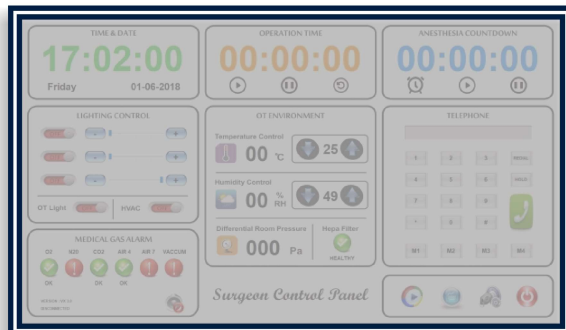 TIME & DATE
17:02:00
Friday 01-06-2018
OPERATION TIME
00:00:00
ANESTHESIA COUNTDOWN
00:00:00
LIGHTING CONTROL
OT Light HVAC
OT ENVIRONMENT
Temperature Control
00 °C 25
Humidity Control
00 % RH 49
Differential Room Pressure
000 Pa
Hepa Filter
HEALTHY
TELEPHONE
1 2 3
4 5 6
7 8 9
* 0 #
M1 M2 M3 M4
MEDICAL GAS ALARM
O2 N2O CO2 AIR 4 AIR 7 VACCUM
OK OK OK
Surgeon Control Panel